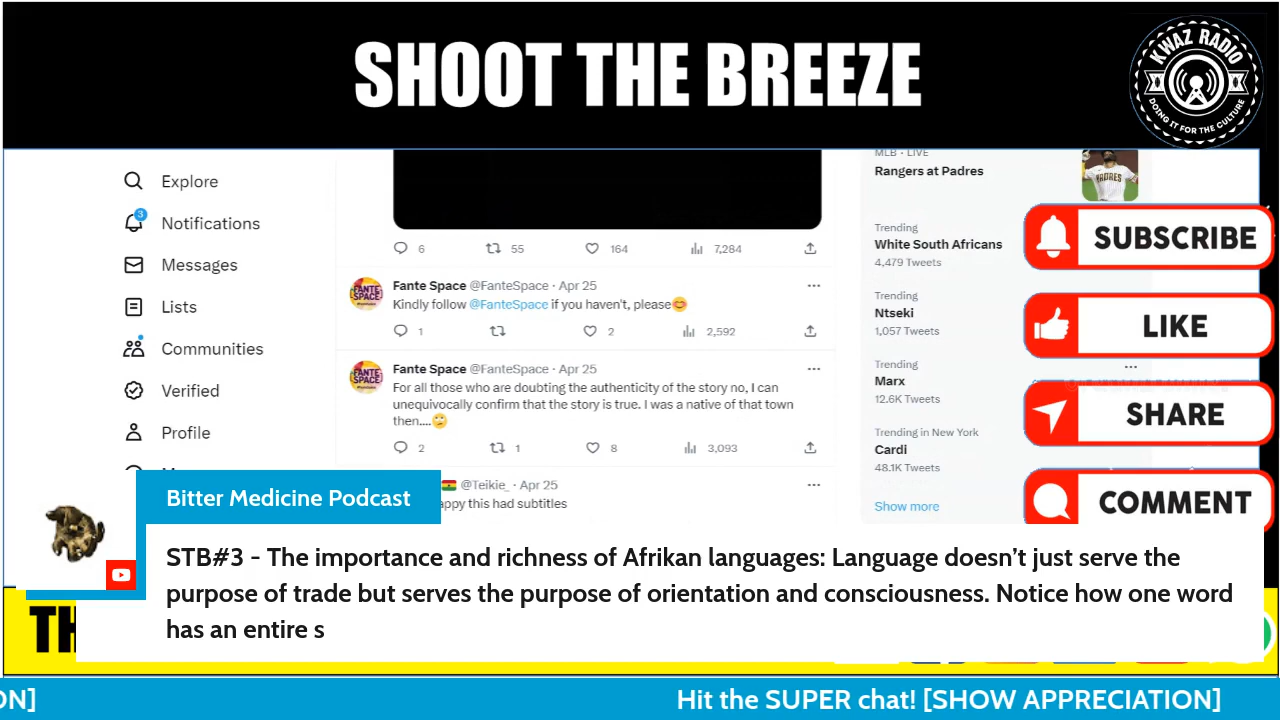 SHOOT THE BREEZE
KWAZ RADIO
DOING IT FOR THE CULTURE
Explore
3
Notifications
Messages
Lists
Communities
Verified
Profile
6 55 164 7,284
Fante Space @FanteSpace · Apr 25
Kindly follow @FanteSpace if you haven't, please😊
1 2 2,592
Fante Space @FanteSpace · Apr 25
For all those who are doubting the authenticity of the story no, I can
unequivocally confirm that the story is true. I was a native of that town
then....🙄
2 1 8 3,093
🇬🇭 @Teikie_ · Apr 25
appy this had subtitles
MLB · LIVE
Rangers at Padres
PADRES
Trending
White South Africans
4,479 Tweets
Trending
Ntseki
1,057 Tweets
Trending
Marx
12.6K Tweets
Trending in New York
Cardi
48.1K Tweets
Show more
SUBSCRIBE
LIKE
SHARE
COMMENT
Bitter Medicine Podcast
STB#3 - The importance and richness of Afrikan languages: Language doesn’t just serve the
purpose of trade but serves the purpose of orientation and consciousness. Notice how one word
has an entire s
TH
ON]
Hit the SUPER chat! [SHOW APPRECIATION]